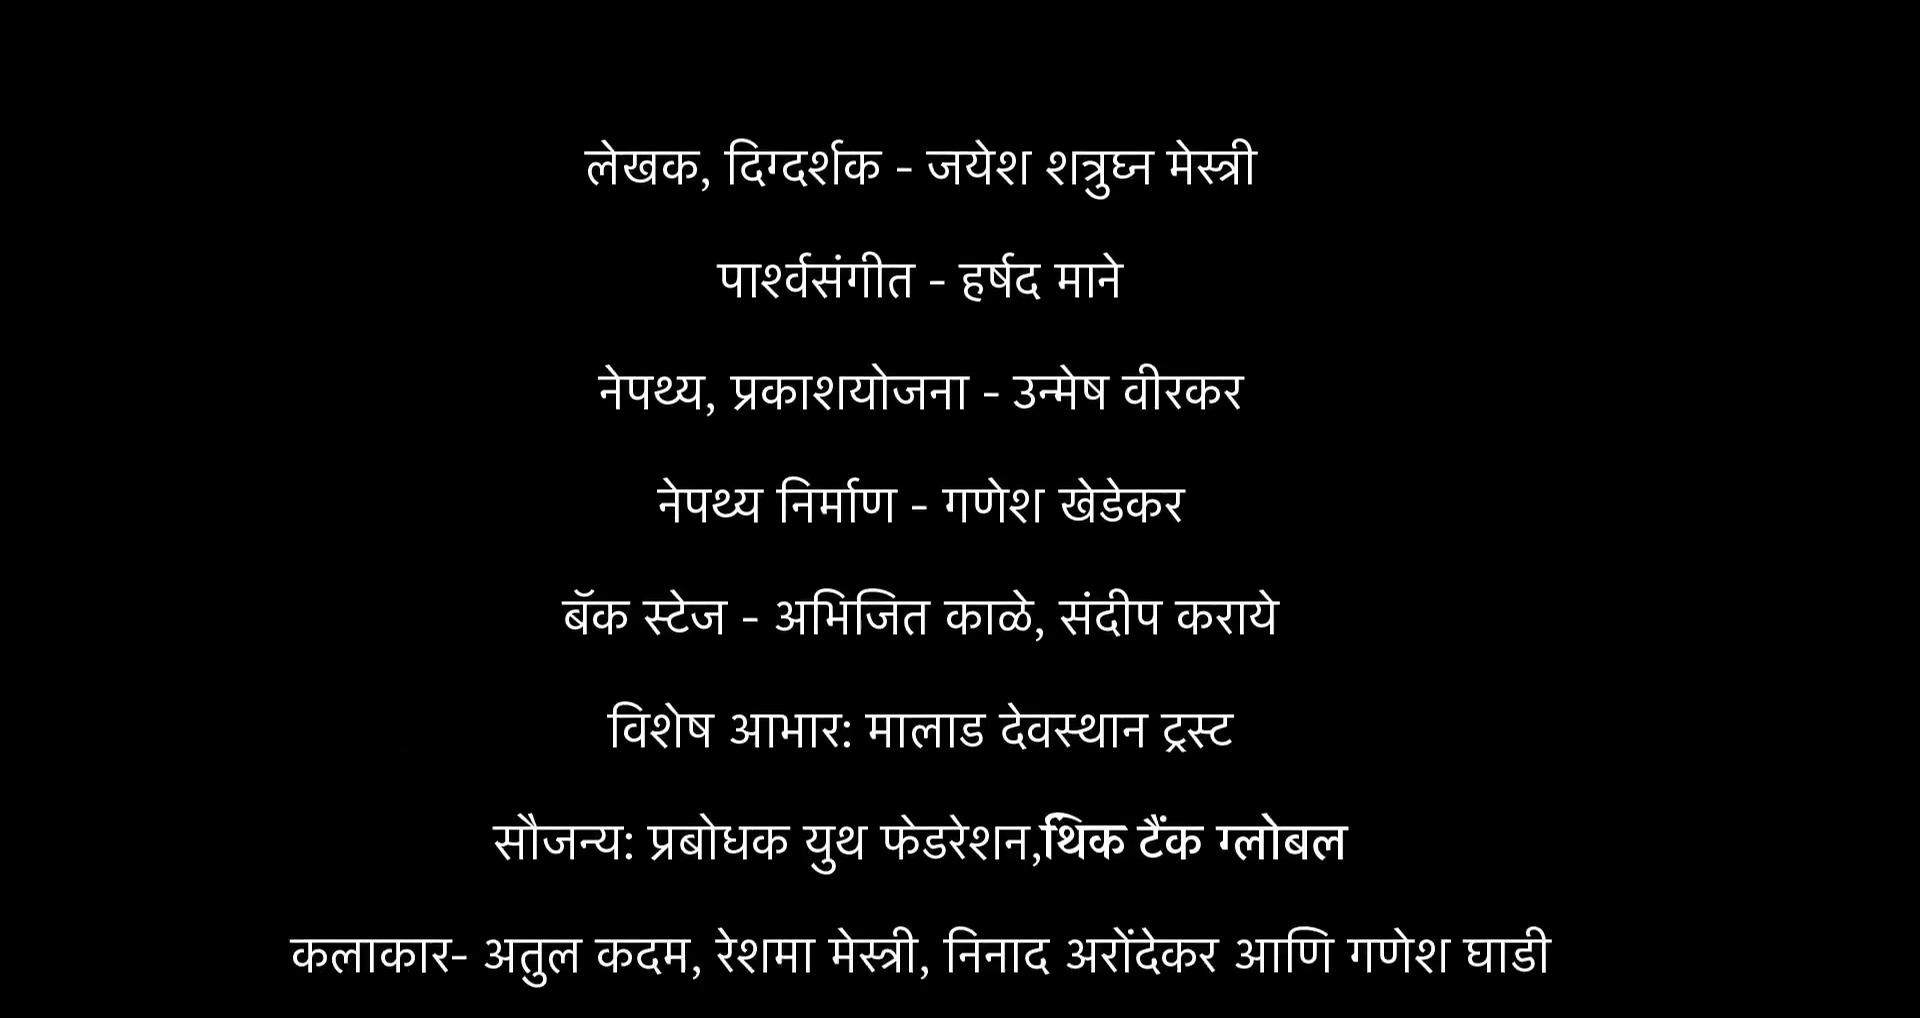 लेखक, दिग्दर्शक - जयेश शत्रुघ्न मेस्त्री
पार्श्वसंगीत - हर्षद माने
नेपथ्य, प्रकाशयोजना - उन्मेष वीरकर
नेपथ्य निर्माण - गणेश खेडेकर
बॅक स्टेज - अभिजित काळे, संदीप कराये
विशेष आभार: मालाड देवस्थान ट्रस्ट
सौजन्य: प्रबोधक युथ फेडरेशन,थिंक टैंक ग्लोबल
कलाकार- अतुल कदम, रेशमा मेस्त्री, निनाद अरोंदेकर आणि गणेश घाडी